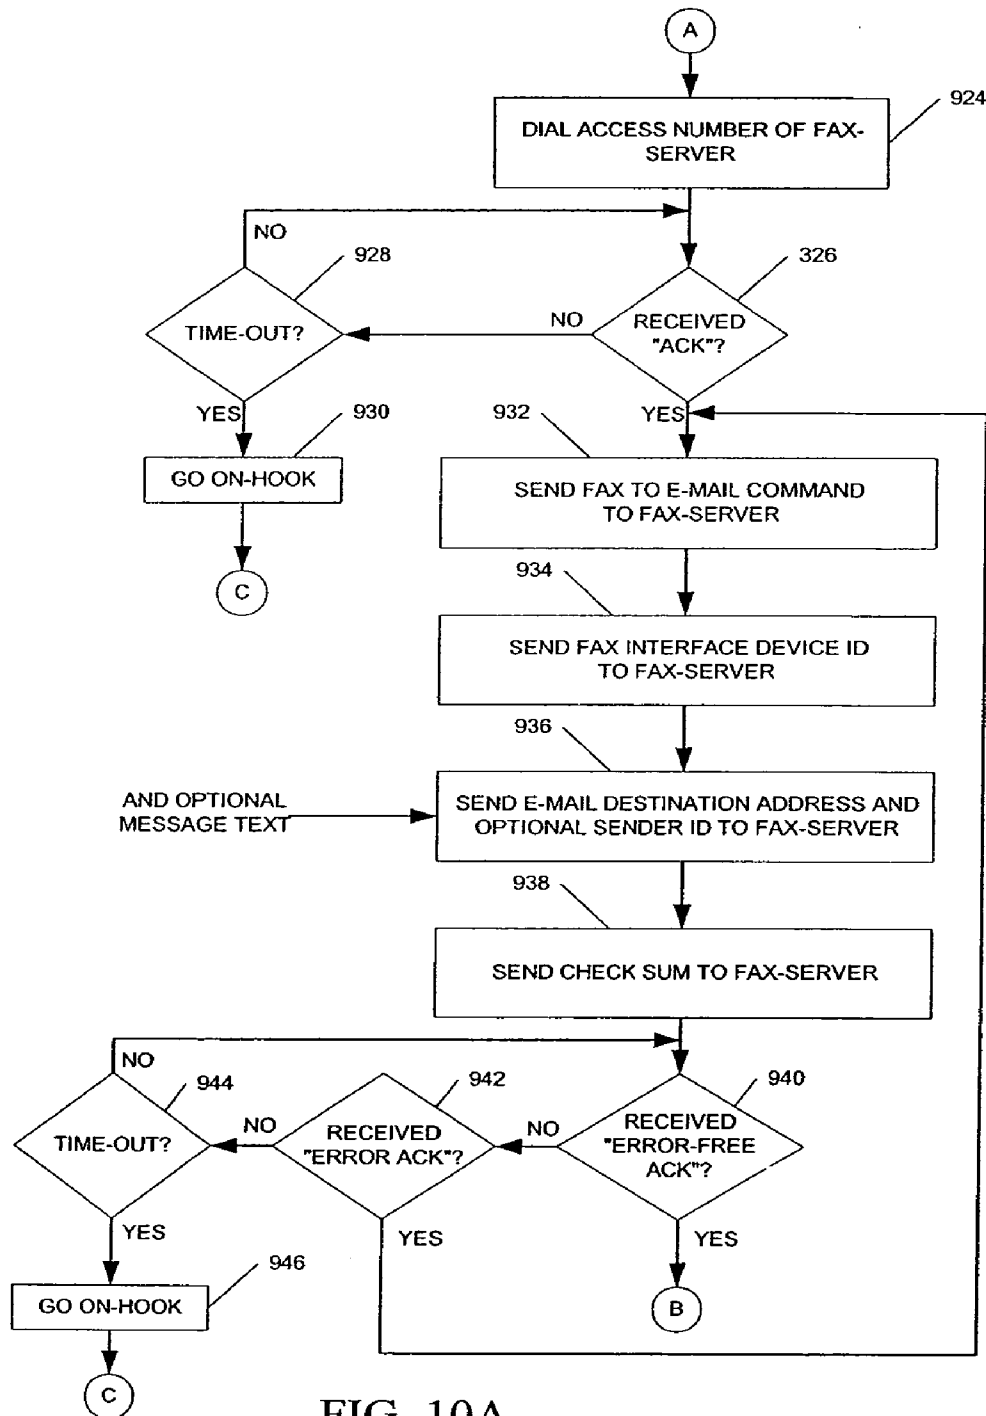 A
924
DIAL ACCESS NUMBER OF FAX-
SERVER
NO
928
326
TIME-OUT?
NO
RECEIVED
"ACK"?
YES
930
932
YES
GO ON-HOOK
SEND FAX TO E-MAIL COMMAND
TO FAX-SERVER
C
934
SEND FAX INTERFACE DEVICE ID
TO FAX-SERVER
936
AND OPTIONAL
MESSAGE TEXT
SEND E-MAIL DESTINATION ADDRESS AND
OPTIONAL SENDER ID TO FAX-SERVER
938
SEND CHECK SUM TO FAX-SERVER
NO
944
942
940
TIME-OUT?
NO
RECEIVED
"ERROR ACK"?
NO
RECEIVED
"ERROR-FREE
ACK"?
YES
YES
YES
946
GO ON-HOOK
B
C
FIG. 10A